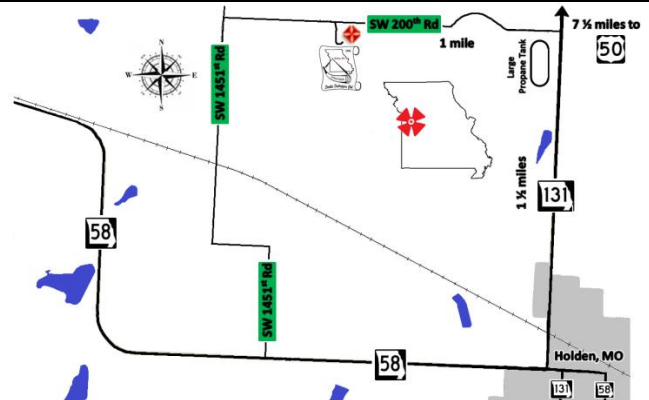 SW 200th Rd
7 ½ miles to
50
1 mile
Large
Propane Tank
N
W
E
S
SW 1451st Rd
1 ½ miles
131
58
SW 1451st Rd
58
Holden, MO
131
58